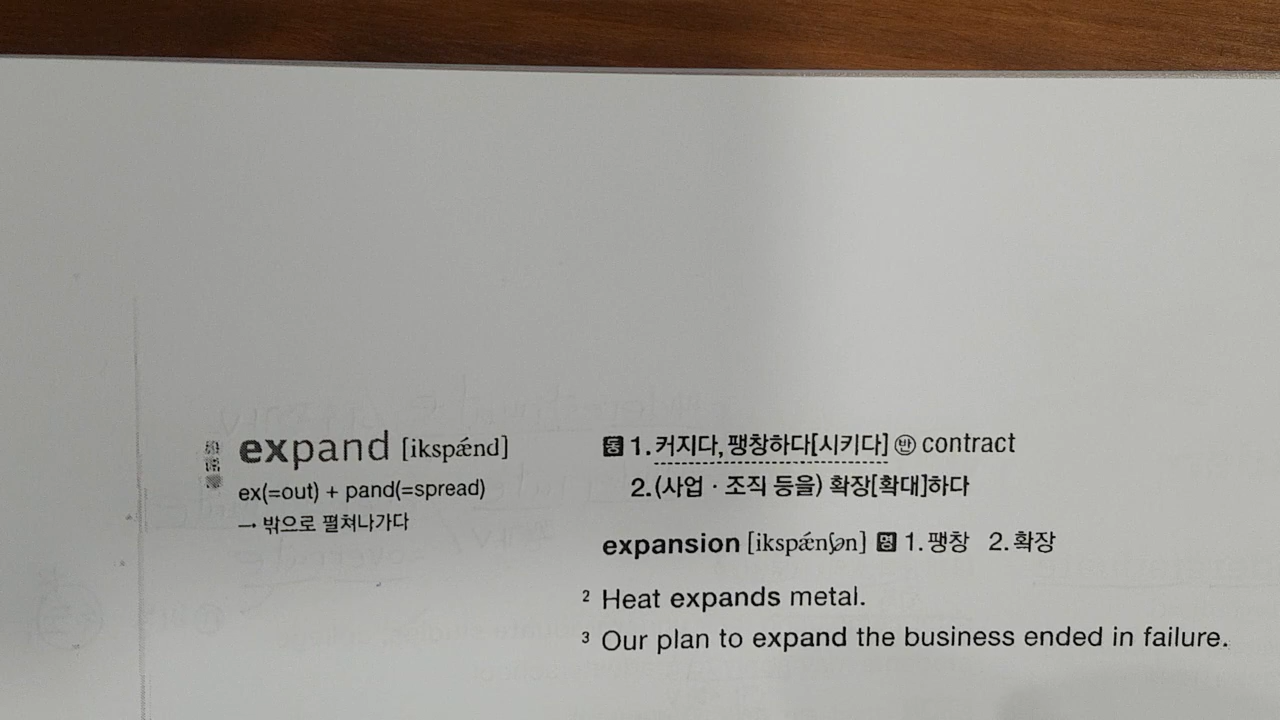 expand [ikspǽnd]
ex(=out) + pand(=spread)
→ 밖으로 펼쳐나가다
동 1. 커지다, 팽창하다[시키다] 반 contract
2. (사업 · 조직 등을) 확장[확대]하다
expansion [ikspǽnʃən] 명 1. 팽창 2. 확장
2 Heat expands metal.
3 Our plan to expand the business ended in failure.